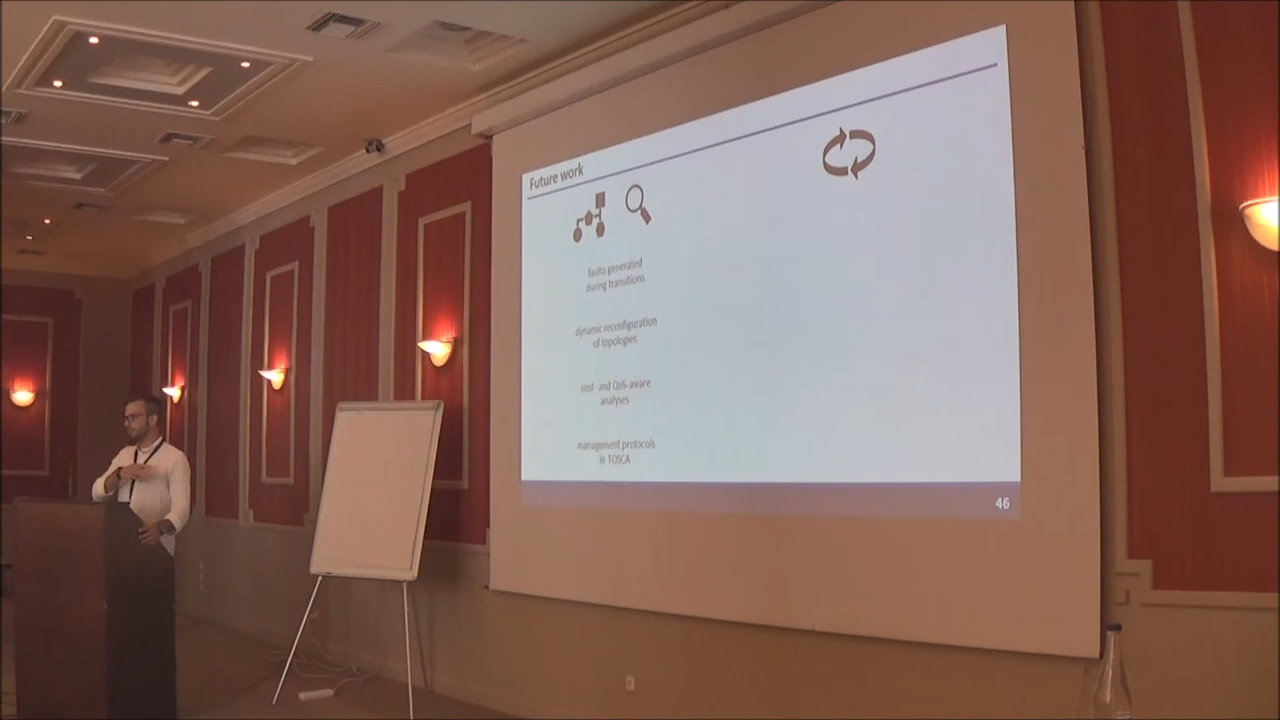 Future work
faults generated
during transitions
dynamic reconfiguration
of topologies
cost- and QoS-aware
analyses
management protocols
in TOSCA
46